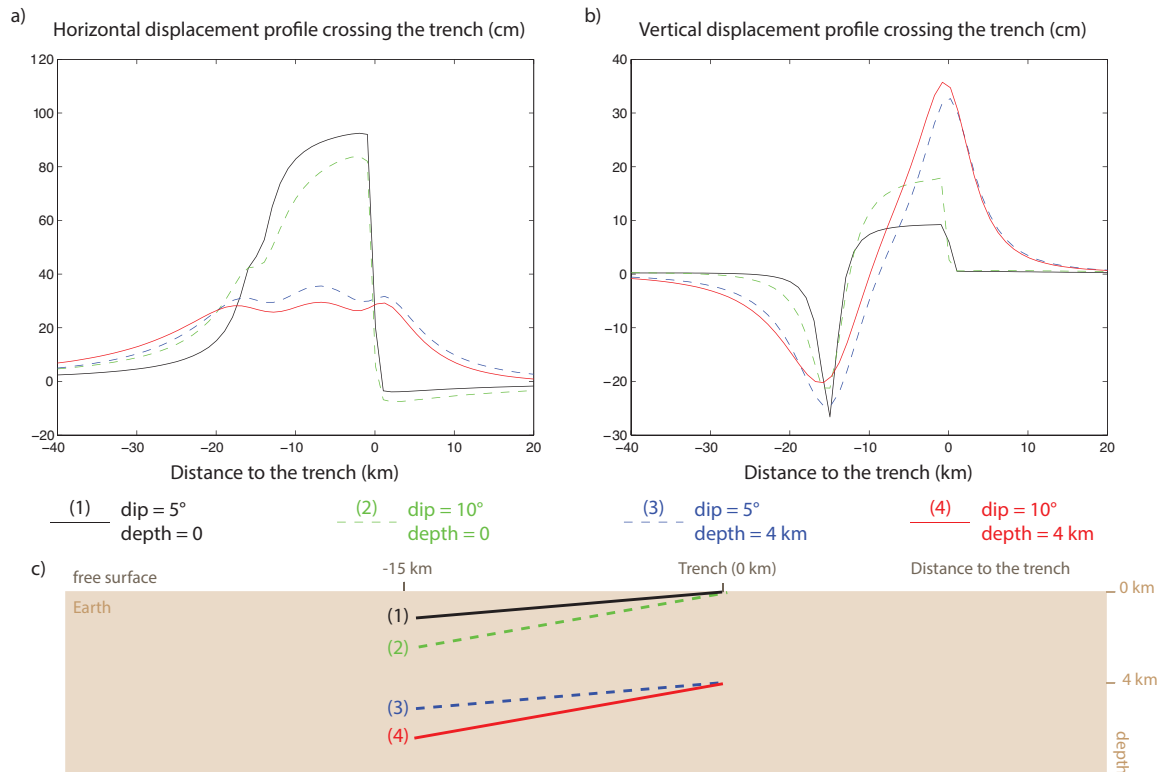 a)
Horizontal displacement profile crossing the trench (cm)
120
100
80
60
40
20
0
−20
−40 −30 −20 −10 0 10 20
Distance to the trench (km)
b)
Vertical displacement profile crossing the trench (cm)
40
30
20
10
0
−10
−20
−30
−40 −30 −20 −10 0 10 20
Distance to the trench (km)
(1) dip = 5°
depth = 0
(2) dip = 10°
depth = 0
(3) dip = 5°
depth = 4 km
(4) dip = 10°
depth = 4 km
c)
free surface
-15 km
Trench (0 km)
Distance to the trench
0 km
Earth
(1)
(2)
4 km
(3)
(4)
depth